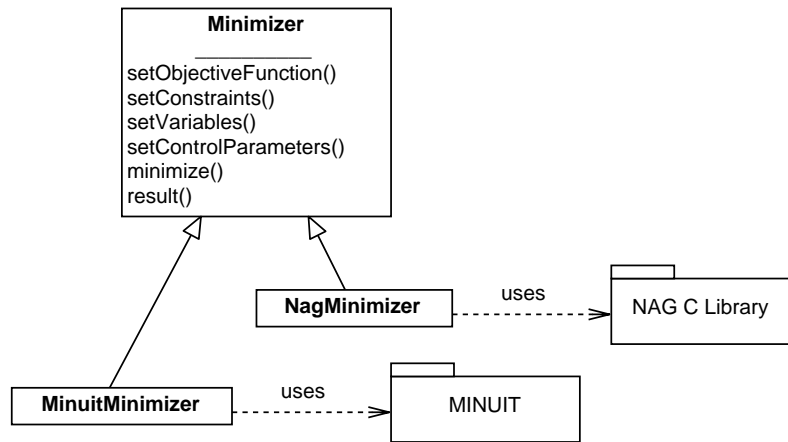 Minimizer
setObjectiveFunction()
setConstraints()
setVariables()
setControlParameters()
minimize()
result()
NagMinimizer
uses
NAG C Library
MinuitMinimizer
uses
MINUIT